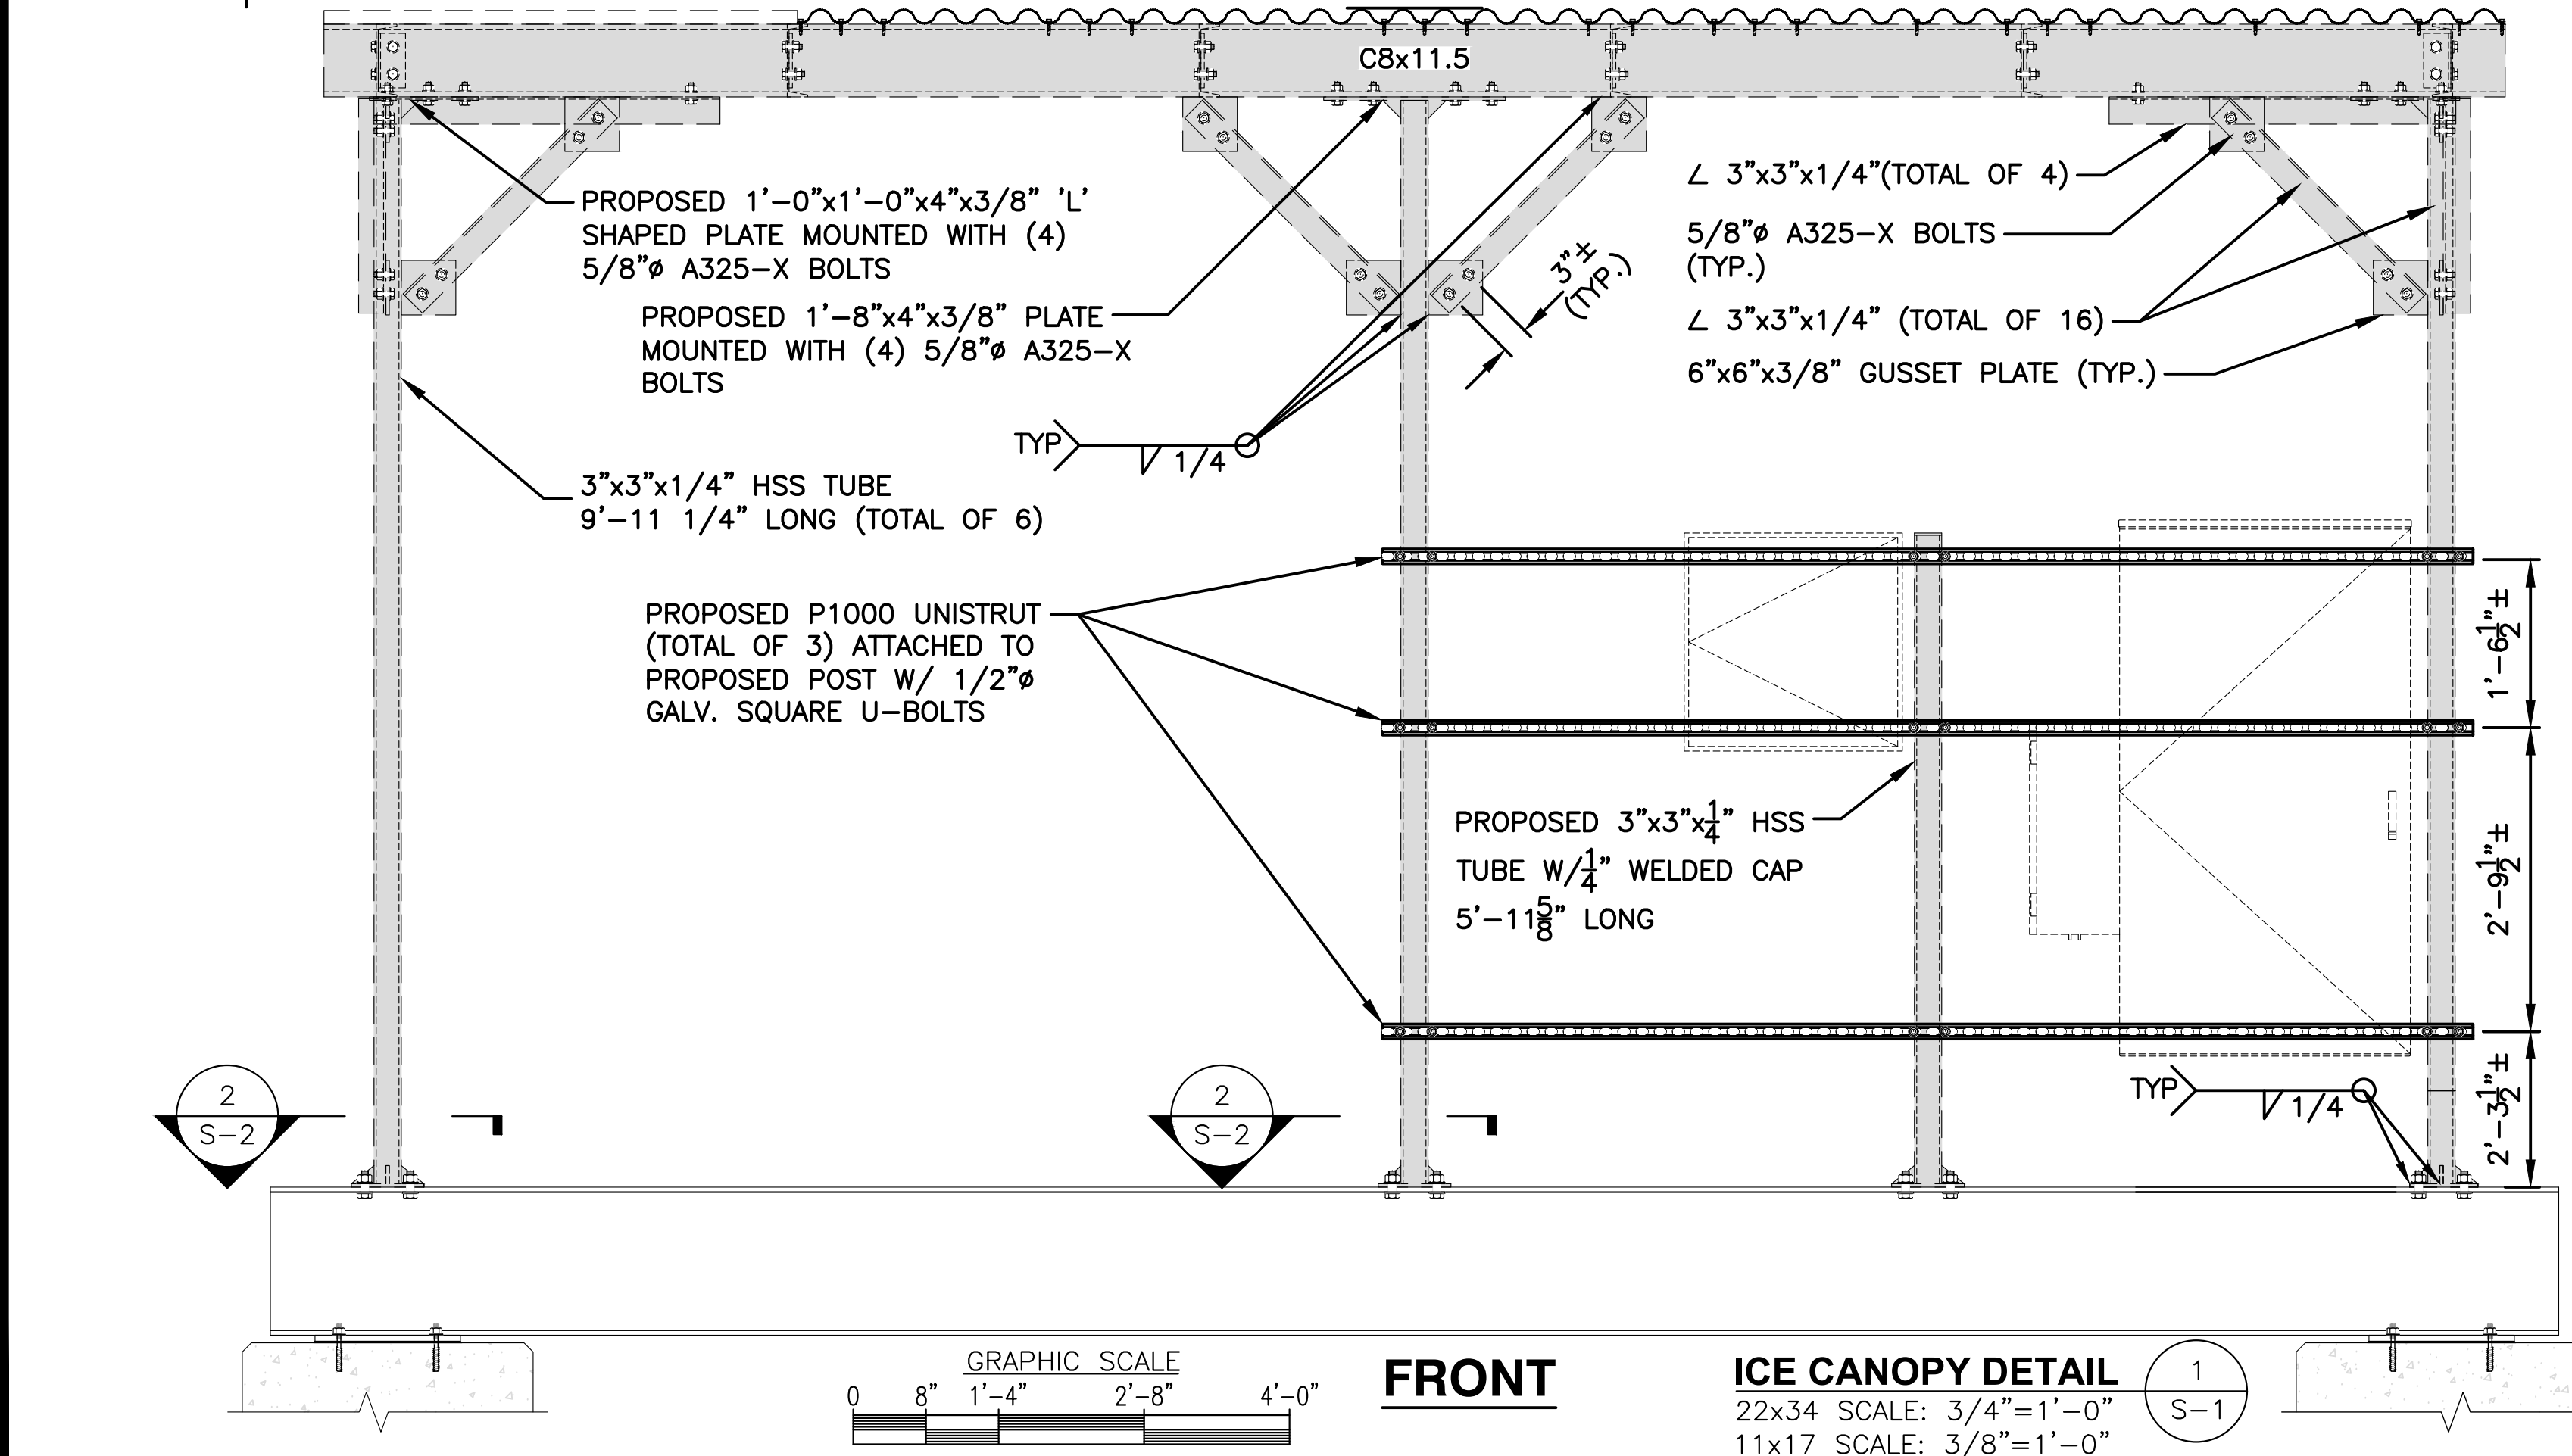 C8x11.5
PROPOSED 1'-0"x1'-0"x4"x3/8" 'L'
SHAPED PLATE MOUNTED WITH (4)
5/8"ø A325-X BOLTS
PROPOSED 1'-8"x4"x3/8" PLATE
MOUNTED WITH (4) 5/8"ø A325-X
BOLTS
3"±
(TYP.)
∠ 3"x3"x1/4"(TOTAL OF 4)
5/8"ø A325-X BOLTS
(TYP.)
∠ 3"x3"x1/4" (TOTAL OF 16)
6"x6"x3/8" GUSSET PLATE (TYP.)
TYP
1/4
3"x3"x1/4" HSS TUBE
9'-11 1/4" LONG (TOTAL OF 6)
PROPOSED P1000 UNISTRUT
(TOTAL OF 3) ATTACHED TO
PROPOSED POST W/ 1/2"ø
GALV. SQUARE U-BOLTS
1'-6 1/2"±
2'-9 1/2"±
2'-3 1/2"±
PROPOSED 3"x3"x1/4" HSS
TUBE W/1/4" WELDED CAP
5'-11 5/8" LONG
TYP
1/4
2
S-2
2
S-2
GRAPHIC SCALE
0 8" 1'-4" 2'-8" 4'-0"
FRONT
ICE CANOPY DETAIL
22x34 SCALE: 3/4"=1'-0"
11x17 SCALE: 3/8"=1'-0"
1
S-1